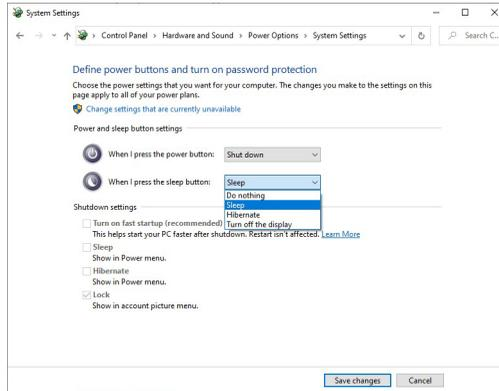 System Settings
Control Panel > Hardware and Sound > Power Options > System Settings
Search C...
Define power buttons and turn on password protection
Choose the power settings that you want for your computer. The changes you make to the settings on this
page apply to all of your power plans.
Change settings that are currently unavailable
Power and sleep button settings
When I press the power button: Shut down
When I press the sleep button: Sleep
Do nothing
Sleep
Hibernate
Turn off the display
Shutdown settings
Turn on fast startup (recommended)
This helps start your PC faster after shutdown. Restart isn't affected. Learn More
Sleep
Show in Power menu.
Hibernate
Show in Power menu.
Lock
Show in account picture menu.
Save changes
Cancel